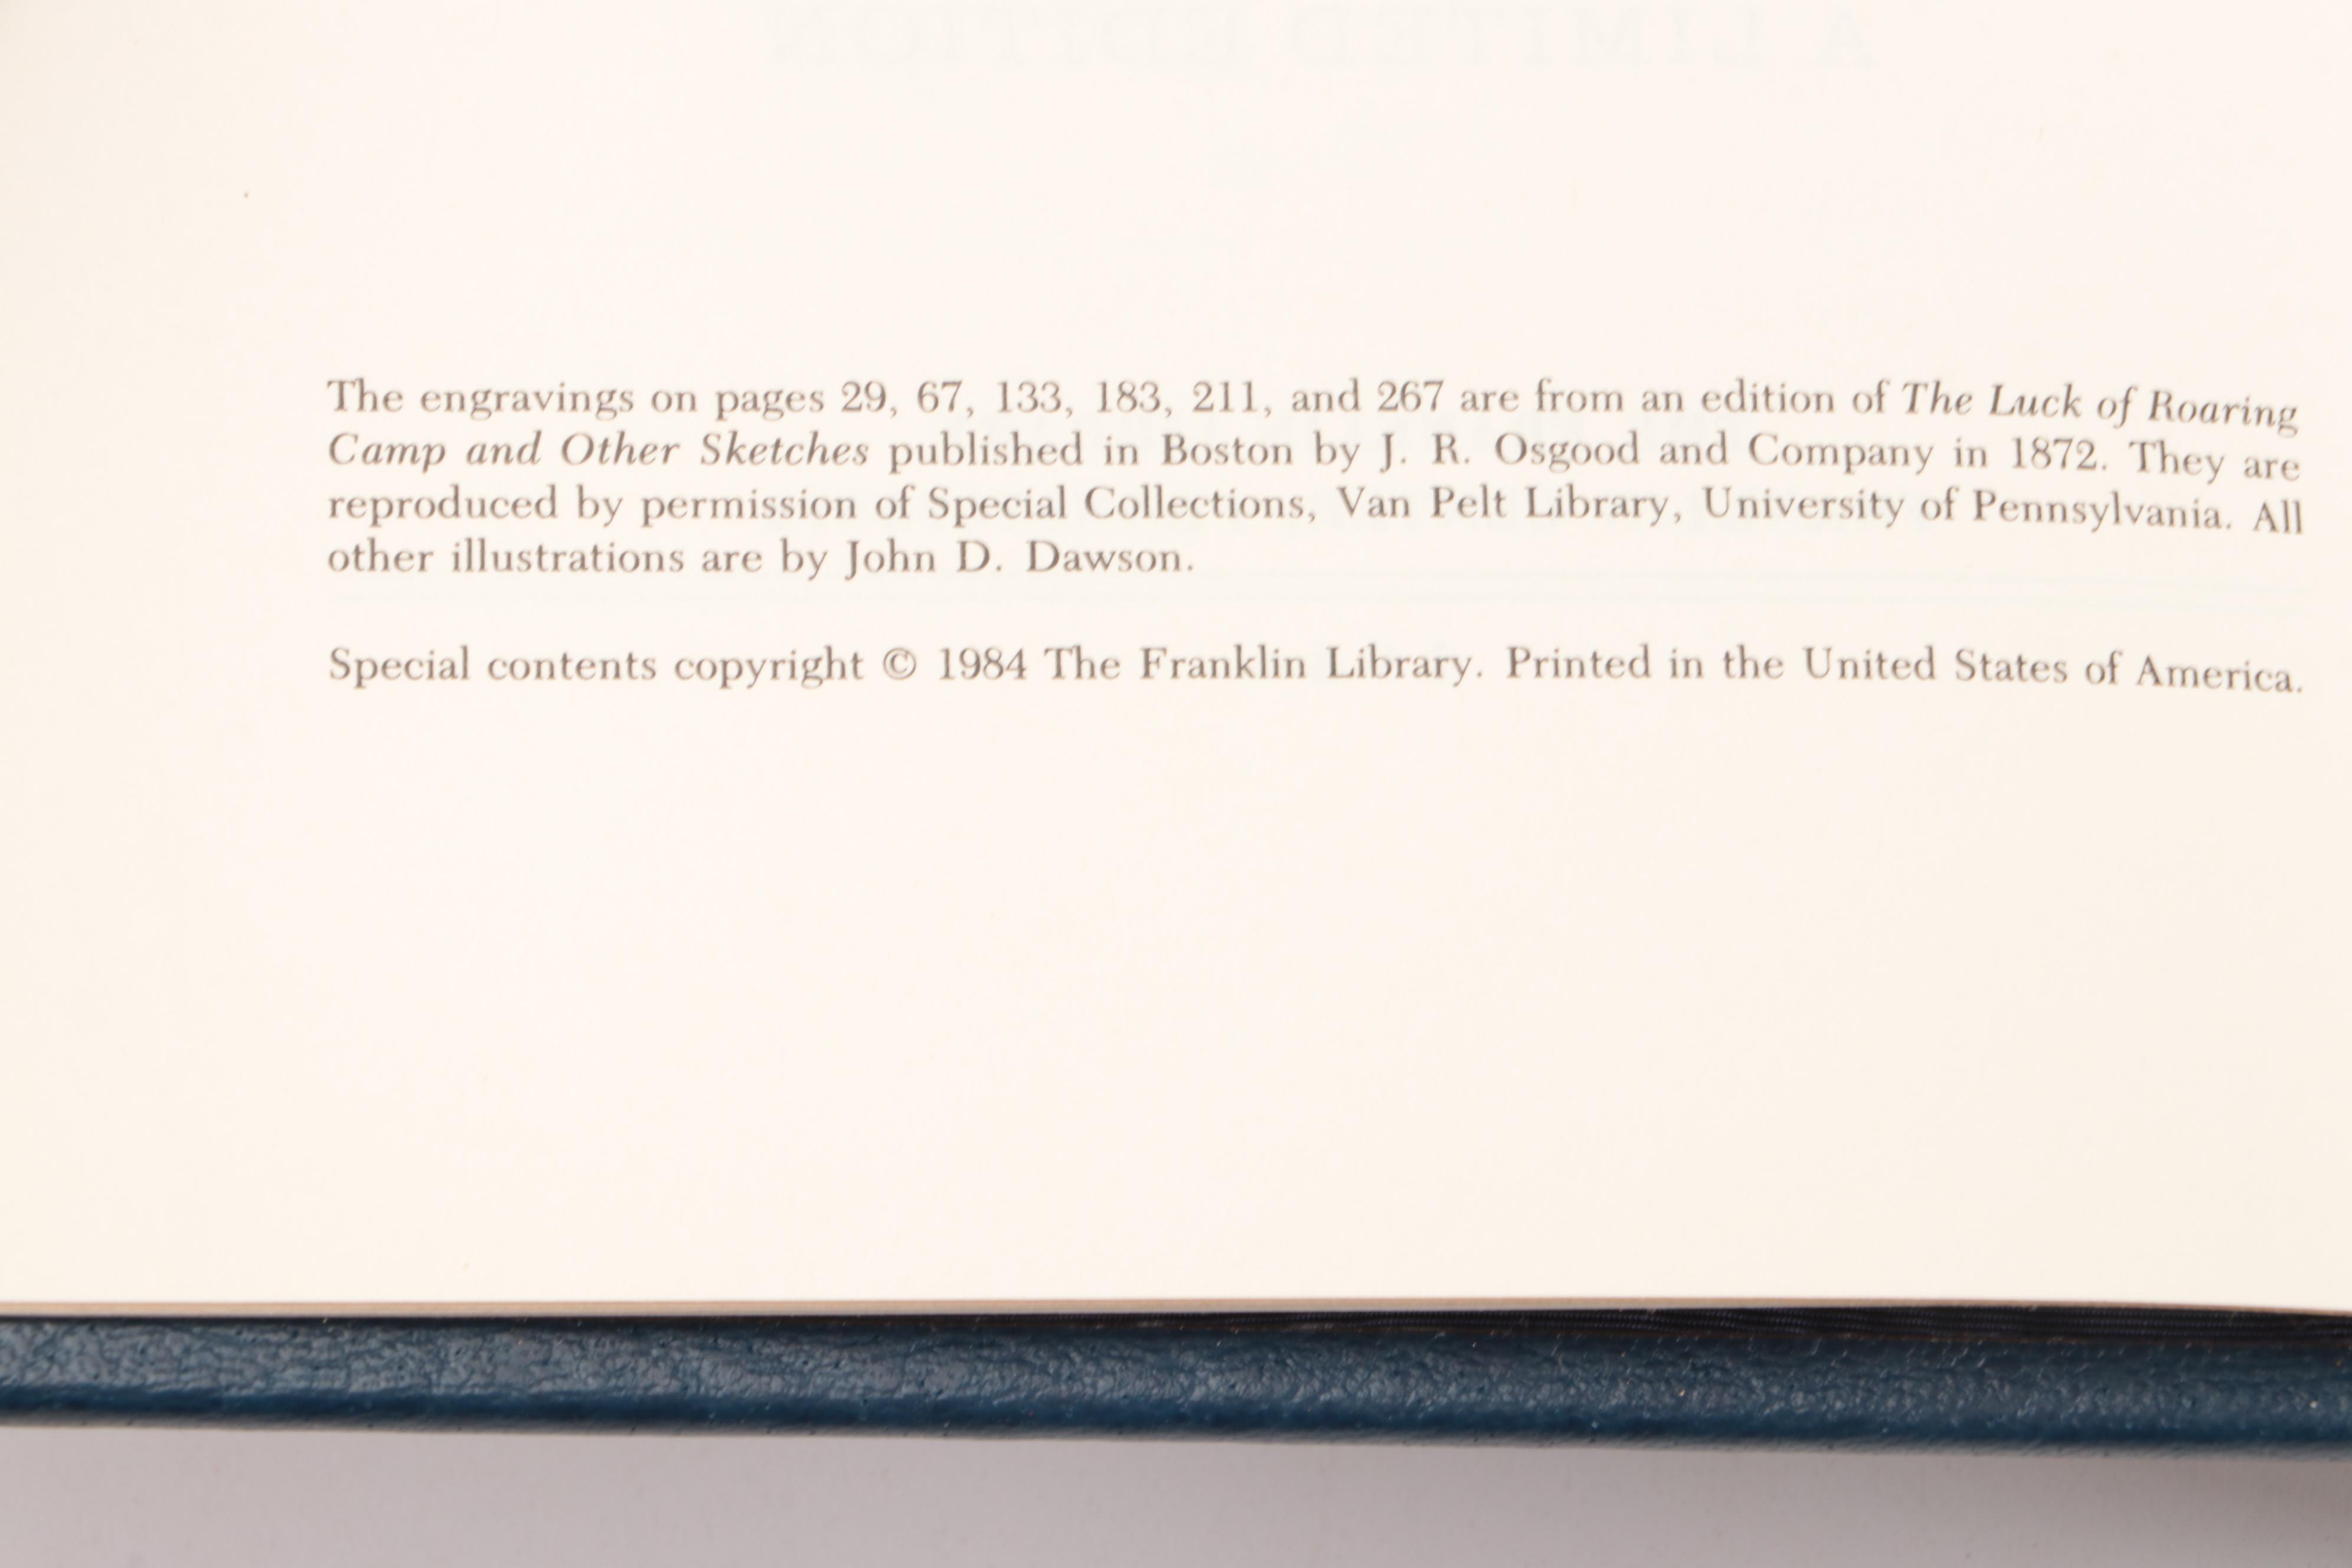 The engravings on pages 29, 67, 133, 183, 211, and 267 are from an edition of The Luck of Roaring
Camp and Other Sketches published in Boston by J. R. Osgood and Company in 1872. They are
reproduced by permission of Special Collections, Van Pelt Library, University of Pennsylvania. All
other illustrations are by John D. Dawson.
Special contents copyright © 1984 The Franklin Library. Printed in the United States of America.